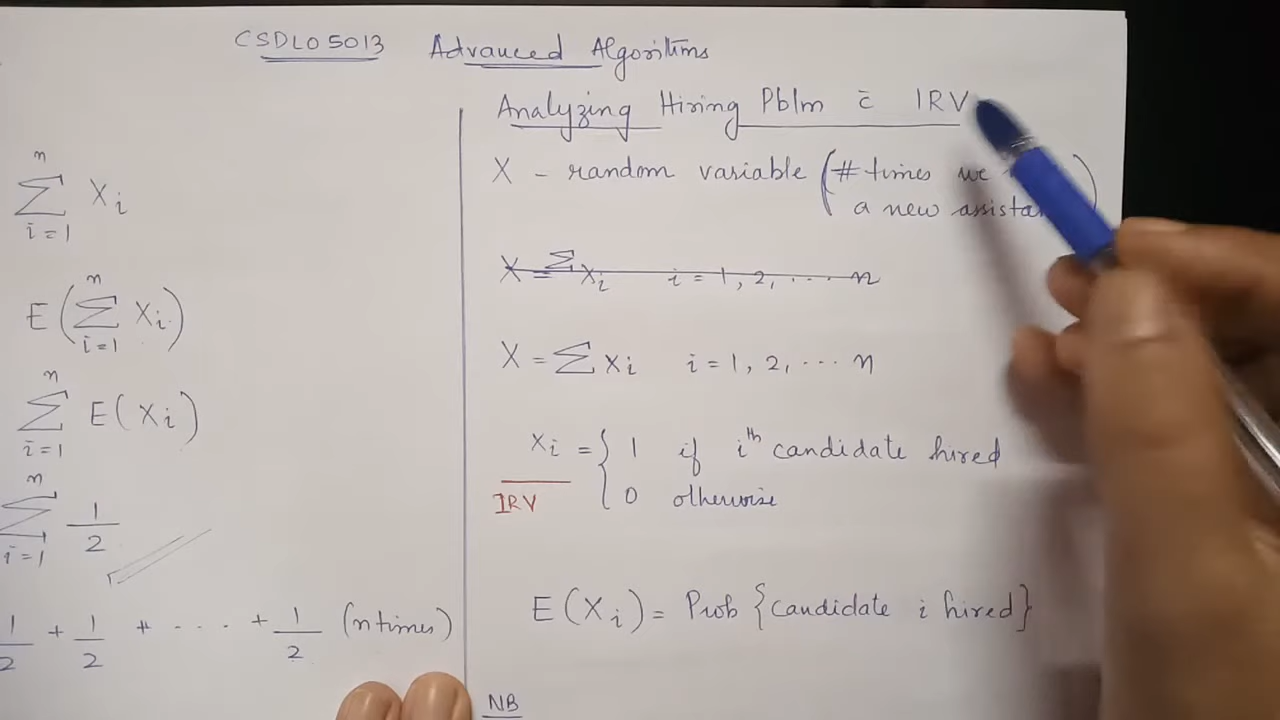 CSDLO5013 Advanced Algorithms
n
∑ Xi
i=1
n
E(∑ Xi)
i=1
n
∑ E(Xi)
i=1
n
∑ 1/2
i=1
1/2 + 1/2 + .... + 1/2 (n times)
Analyzing Hiring Pblm c̄ IRV
X - random variable (# times we
a new
X = ∑ Xi i = 1, 2, ... n
X = ∑ Xi i = 1, 2, ... n
Xi = { 1 if ith candidate hired
0 otherwise
IRV
E(Xi) = Prob {candidate i hired}
NB